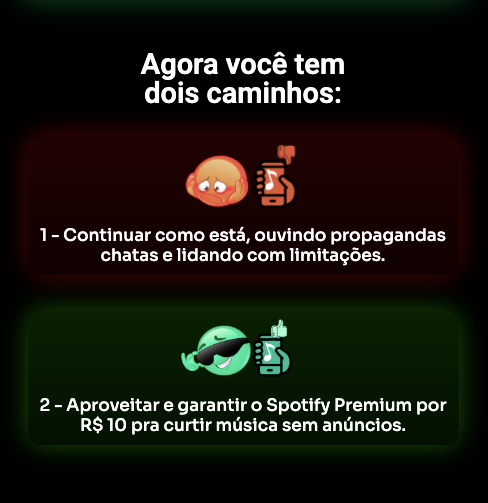 Agora você tem
dois caminhos:
1 - Continuar como está, ouvindo propagandas
chatas e lidando com limitações.
2 - Aproveitar e garantir o Spotify Premium por
R$ 10 pra curtir música sem anúncios.